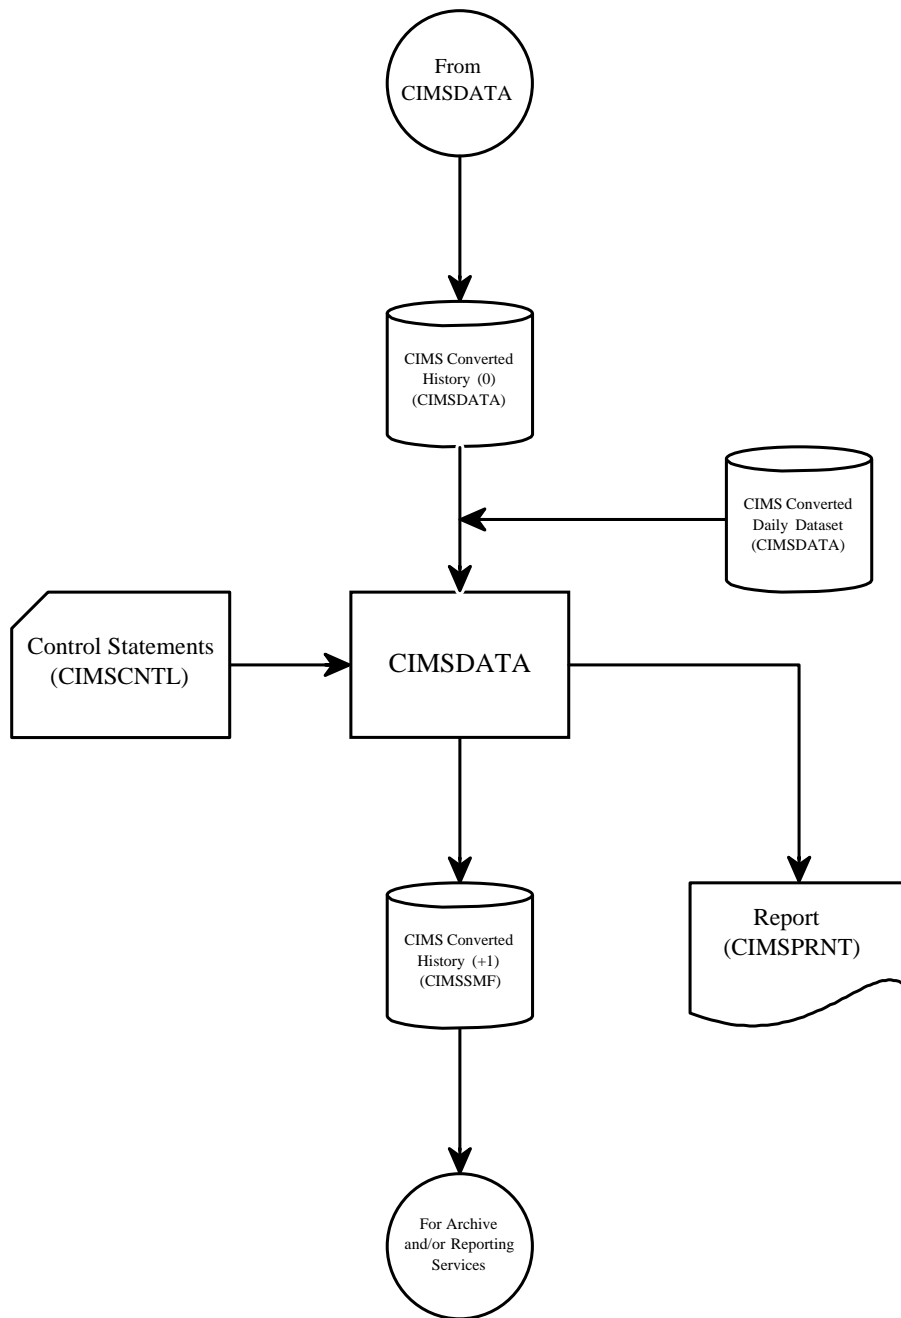 From
CIMSDATA
CIMS Converted
History (0)
(CIMSDATA)
CIMS Converted
Daily Dataset
(CIMSDATA)
Control Statements
(CIMSCNTL)
CIMSDATA
CIMS Converted
History (+1)
(CIMSSMF)
Report
(CIMSPRNT)
For Archive
and/or Reporting
Services